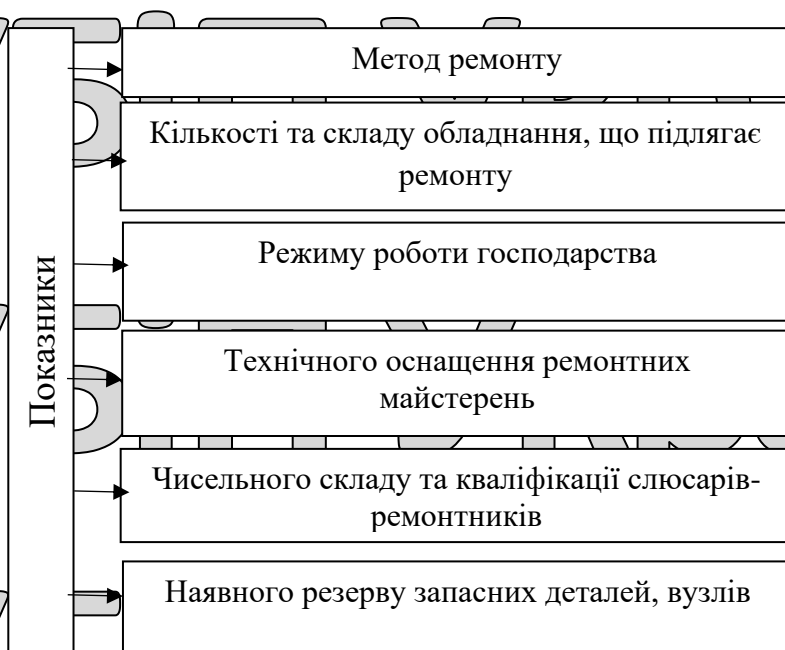 Показники
Метод ремонту
Кількості та складу обладнання, що підлягає
ремонту
Режиму роботи господарства
Технічного оснащення ремонтних
майстерень
Чисельного складу та кваліфікації слюсарів-
ремонтників
Наявного резерву запасних деталей, вузлів